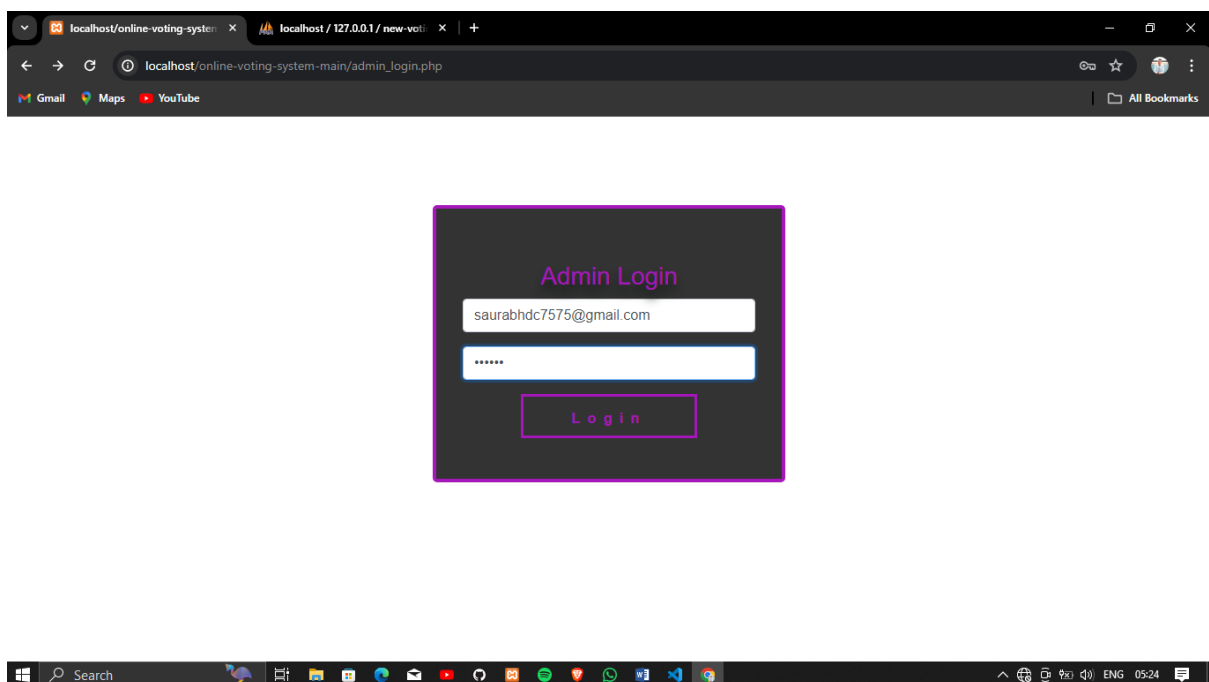 localhost/online-voting-system
localhost / 127.0.0.1 / new-voti
localhost/online-voting-system-main/admin_login.php
Gmail Maps YouTube All Bookmarks
Admin Login
saurabhdc7575@gmail.com
••••••
Login
Search ENG 05:24